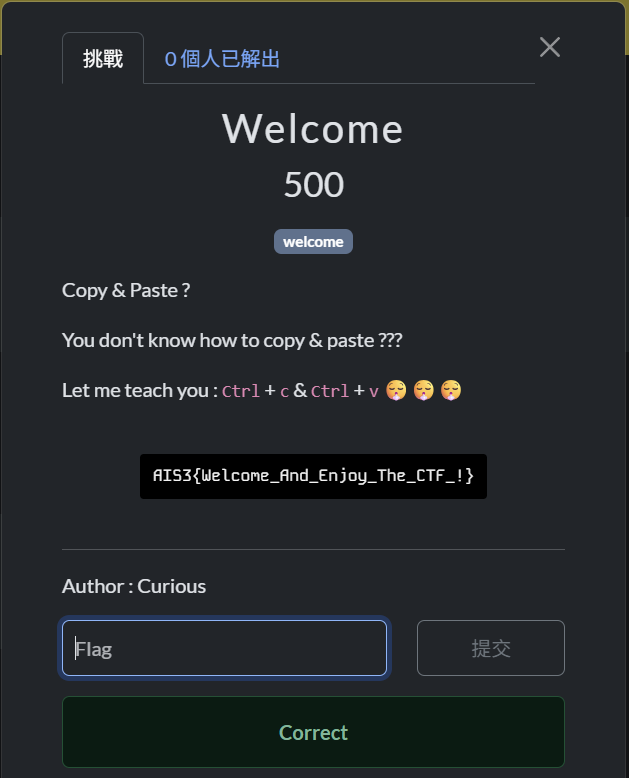 挑戰
0 個人已解出
Welcome
500
welcome
Copy & Paste ?
You don't know how to copy & paste ???
Let me teach you : Ctrl + c & Ctrl + v 😮‍💨 😮‍💨 😮‍💨
AIS3{Welcome_And_Enjoy_The_CTF_!}
Author : Curious
Flag
提交
Correct